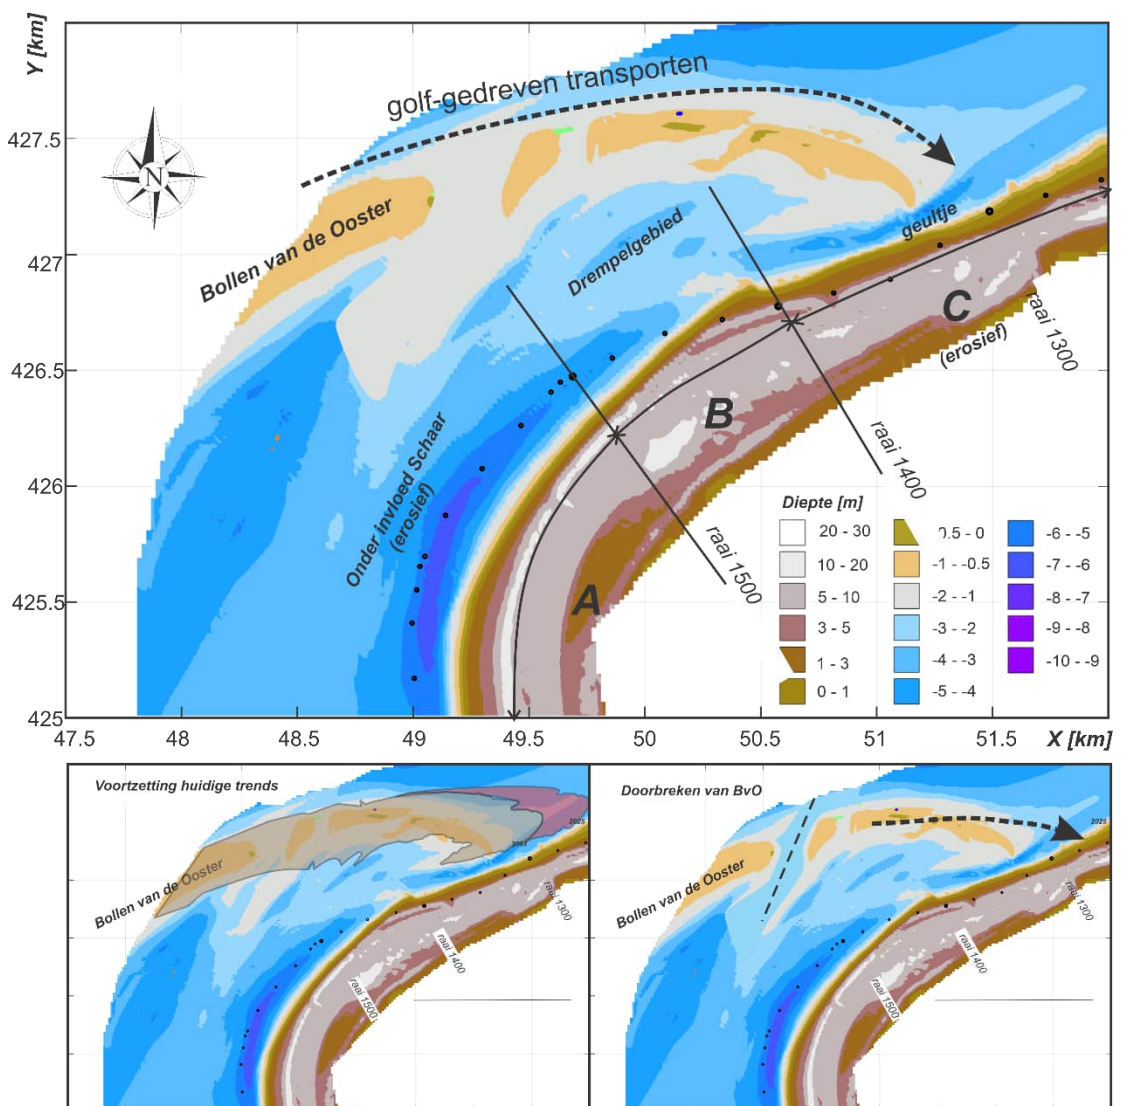 Y [km]
golf-gedreven transporten
427.5
N
Bollen van de Ooster
Drempelgebied
geultje
427
C
(erosief)
raai 1300
426.5
B
Onder invloed Schaar
(erosief)
raai 1400
426
Diepte [m]
20 - 30
10 - 20
5 - 10
3 - 5
1 - 3
0 - 1
.5 - 0
-1 - -0.5
-2 - -1
-3 - -2
-4 - -3
-5 - -4
-6 - -5
-7 - -6
-8 - -7
-9 - -8
-10 - -9
raai 1500
A
425.5
425
47.5
48
48.5
49
49.5
50
50.5
51
51.5
X [km]
Voortzetting huidige trends
2025
Bollen van de Ooster
raai 1300
raai 1400
raai 1500
Doorbreken van BvO
2025
Bollen van de Ooster
raai 1300
raai 1400
raai 1500